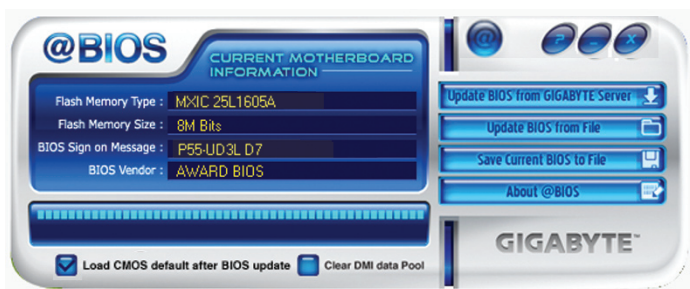 @BIOS
CURRENT MOTHERBOARD
INFORMATION
Flash Memory Type : MXIC 25L1605A
Flash Memory Size : 8M Bits
BIOS Sign on Message : P55-UD3L D7
BIOS Vendor : AWARD BIOS
Load CMOS default after BIOS update
Clear DMI data Pool
@
? _ x
Update BIOS from GIGABYTE Server
Update BIOS from File
Save Current BIOS to File
About @BIOS
GIGABYTE™